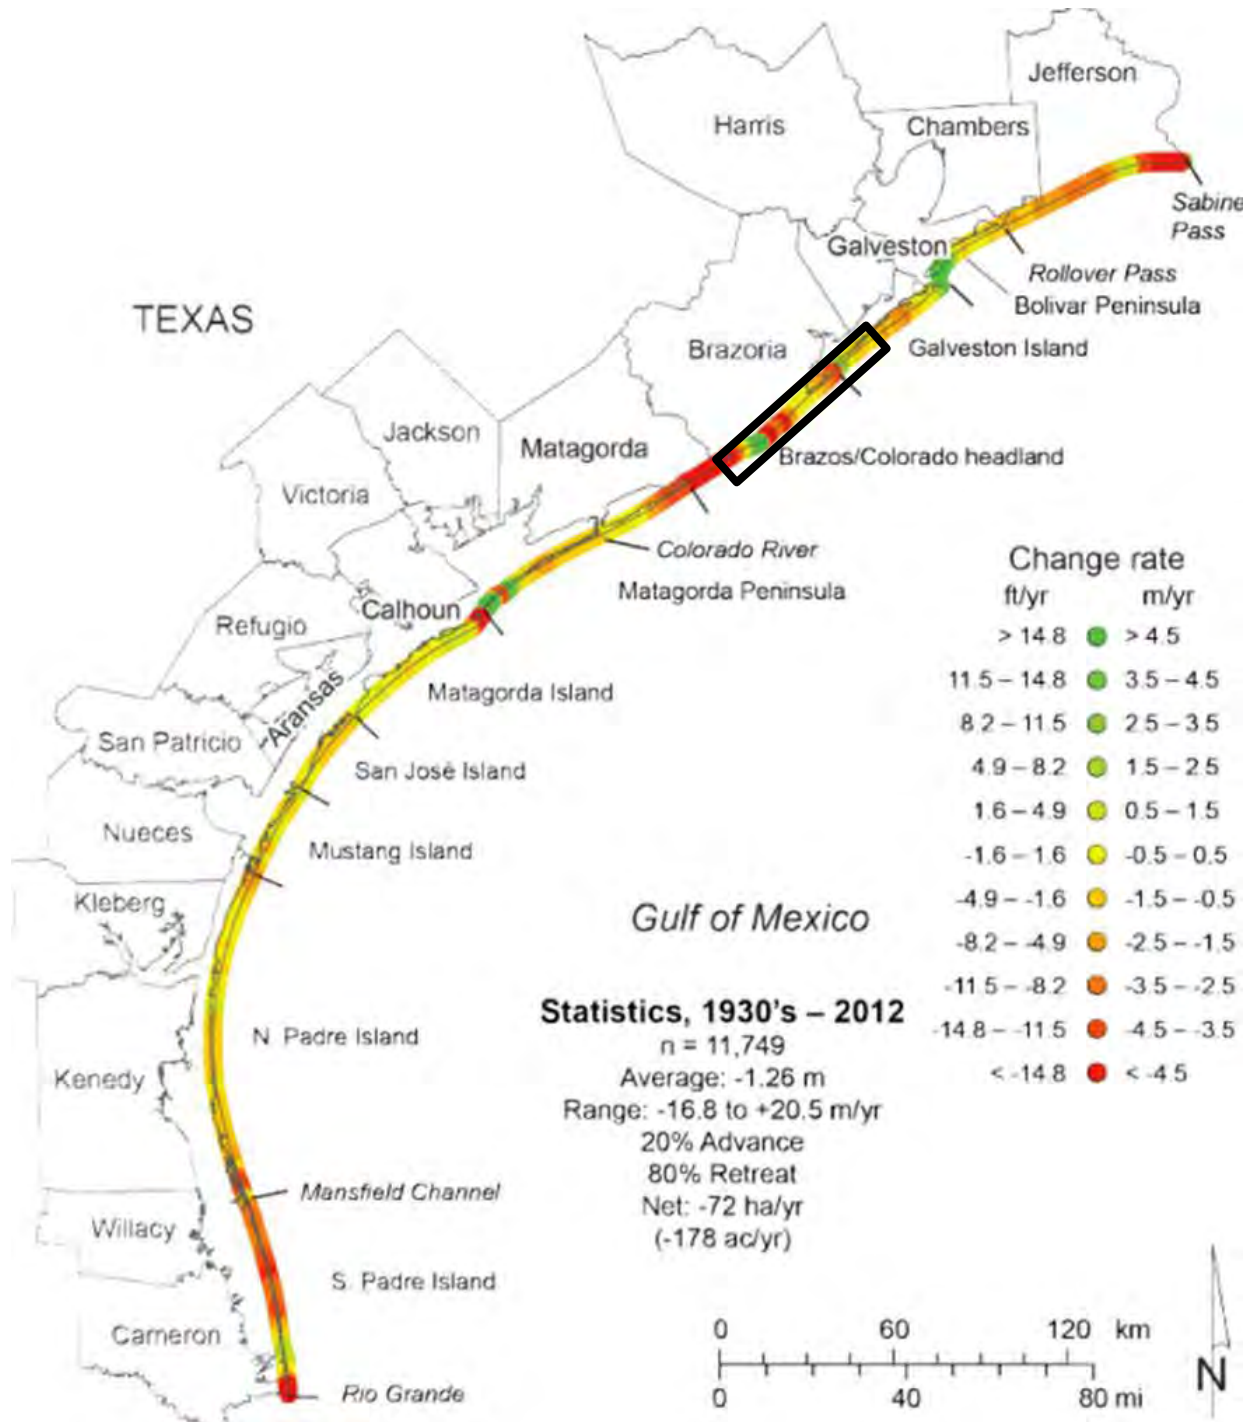 Jefferson
Harris
Chambers
Sabine
Pass
Galveston
Rollover Pass
Bolivar Peninsula
TEXAS
Brazoria
Galveston Island
Jackson
Matagorda
Brazos/Colorado headland
Victoria
Colorado River
Matagorda Peninsula
Calhoun
Refugio
Aransas
Matagorda Island
San Patricio
San José Island
Nueces
Mustang Island
Kleberg
Gulf of Mexico
N. Padre Island
Kenedy
Mansfield Channel
Willacy
S. Padre Island
Cameron
Rio Grande
Change rate
ft/yr m/yr
> 14.8 > 4.5
11.5 – 14.8 3.5 – 4.5
8.2 – 11.5 2.5 – 3.5
4.9 – 8.2 1.5 – 2.5
1.6 – 4.9 0.5 – 1.5
-1.6 – 1.6 -0.5 – 0.5
-4.9 – -1.6 -1.5 – -0.5
-8.2 – -4.9 -2.5 – -1.5
-11.5 – -8.2 -3.5 – -2.5
-14.8 – -11.5 -4.5 – -3.5
< -14.8 < -4.5
Statistics, 1930's – 2012
n = 11,749
Average: -1.26 m
Range: -16.8 to +20.5 m/yr
20% Advance
80% Retreat
Net: -72 ha/yr
(-178 ac/yr)
0 60 120 km
0 40 80 mi
N